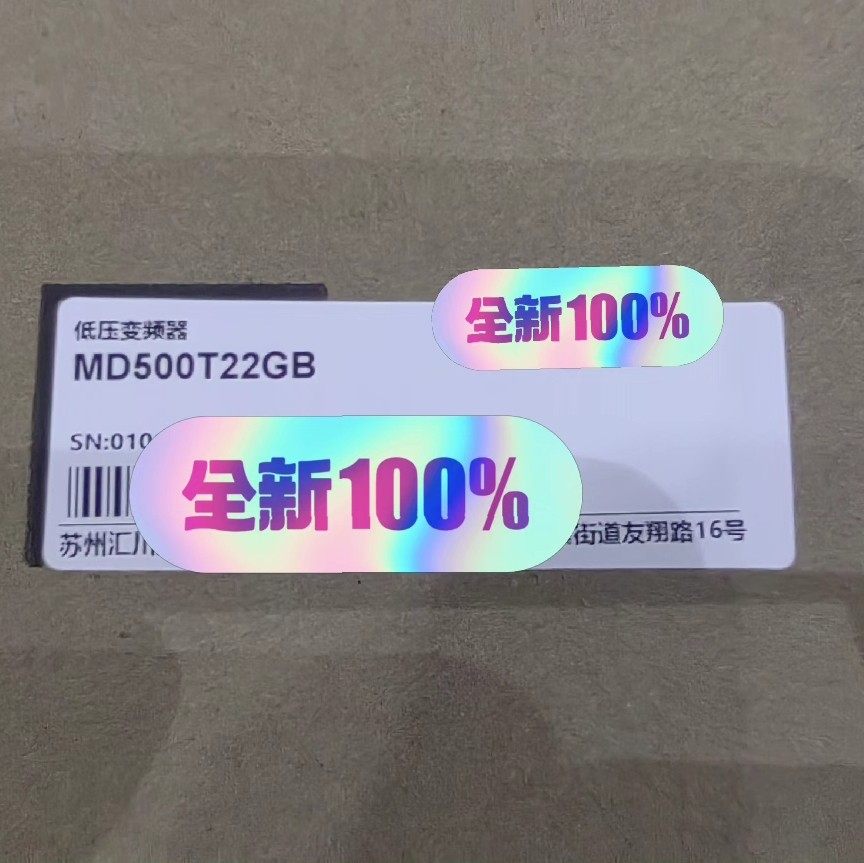 低压变频器
全新100%
MD500T22GB
SN:010
全新100%
苏州汇川
街道友翔路16号